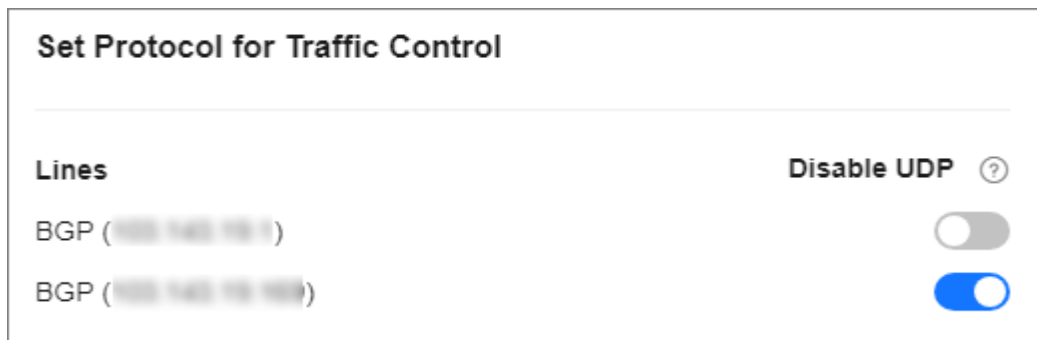 Set Protocol for Traffic Control
Lines Disable UDP ?
BGP ( )
BGP ( )